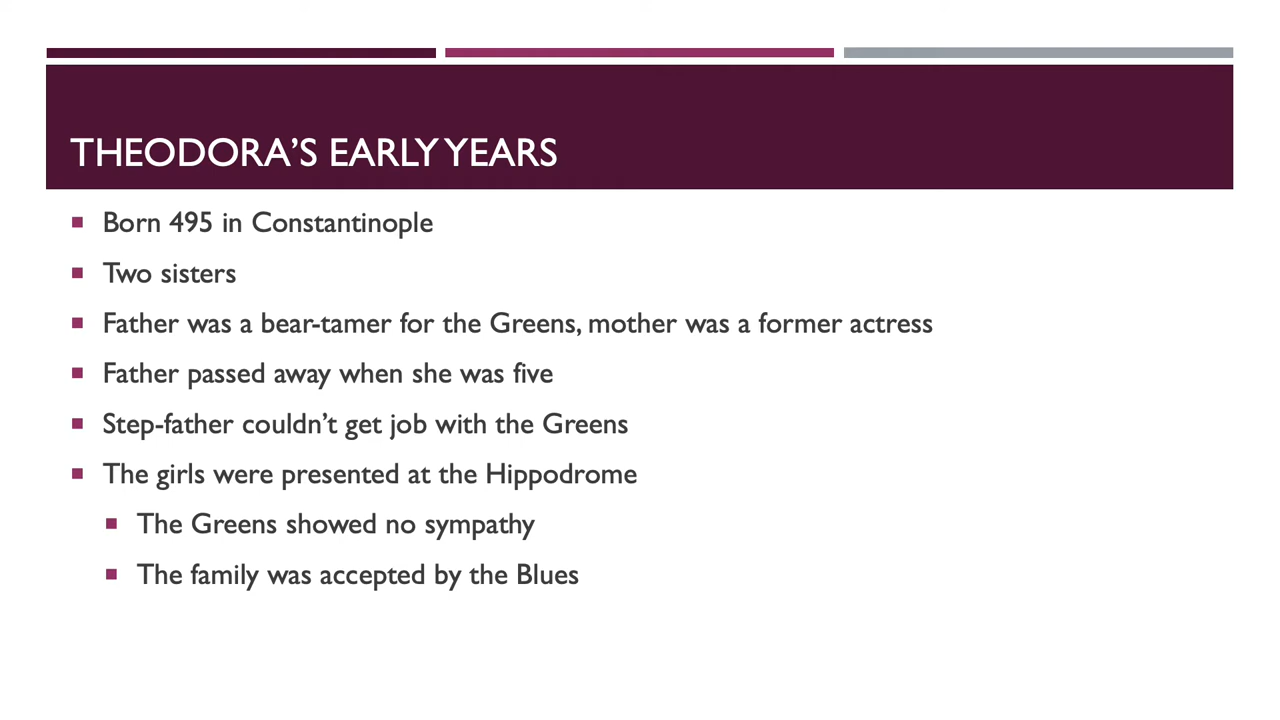 THEODORA’S EARLY YEARS
Born 495 in Constantinople
Two sisters
Father was a bear-tamer for the Greens, mother was a former actress
Father passed away when she was five
Step-father couldn’t get job with the Greens
The girls were presented at the Hippodrome
The Greens showed no sympathy
The family was accepted by the Blues